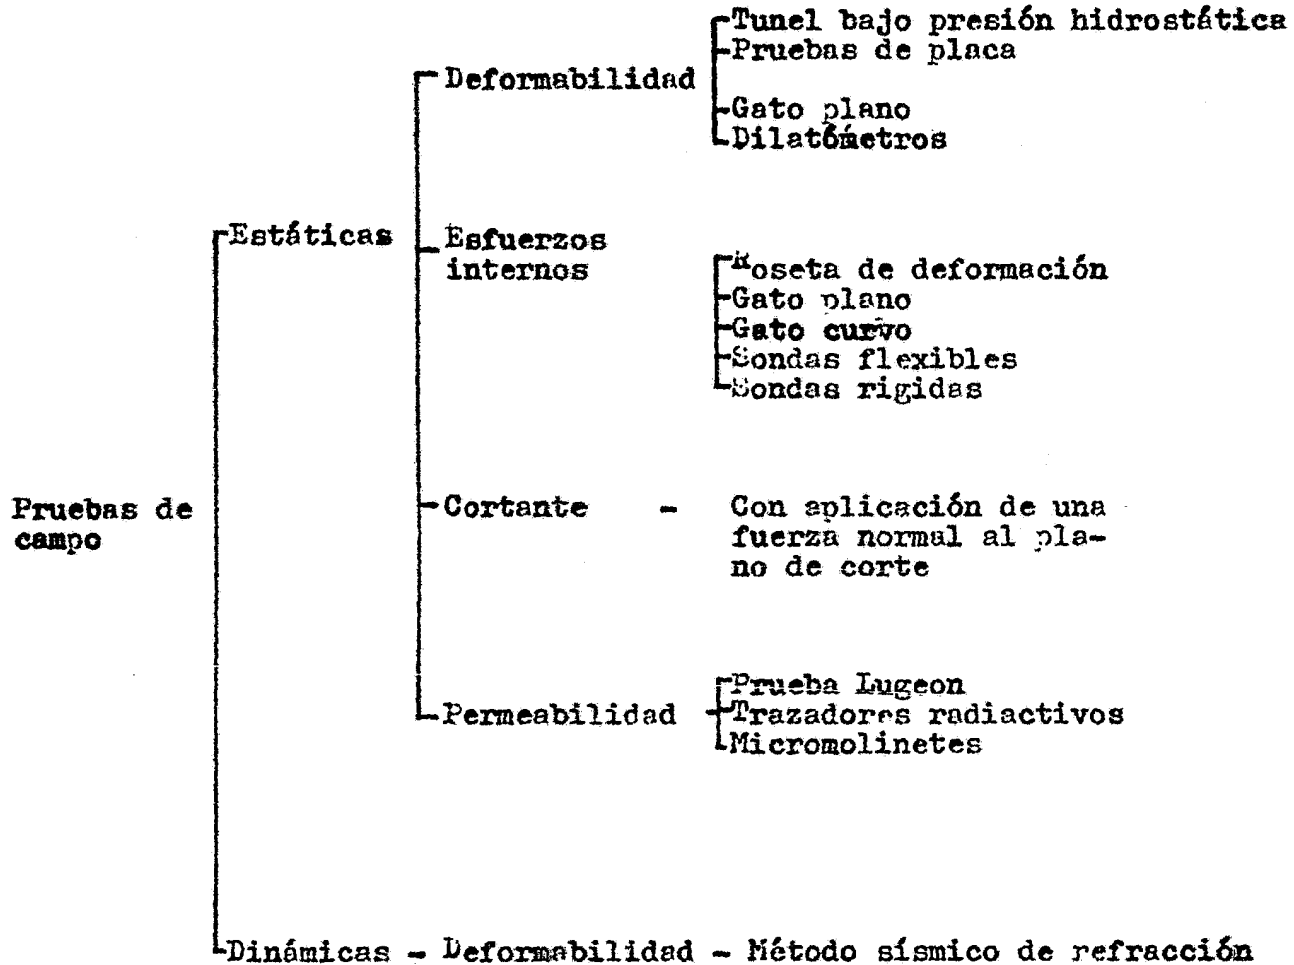 Tunel bajo presión hidrostática
Pruebas de placa
Deformabilidad
Gato plano
Dilatómetros
Estáticas
Esfuerzos
internos
Roseta de deformación
Gato plano
Gato curvo
Sondas flexibles
Sondas rigidas
Pruebas de
campo
Cortante - Con aplicación de una
fuerza normal al pla-
no de corte
Permeabilidad
Prueba Lugeon
Trazadores radiactivos
Micromolinetes
Dinámicas - Deformabilidad - Método sísmico de refracción